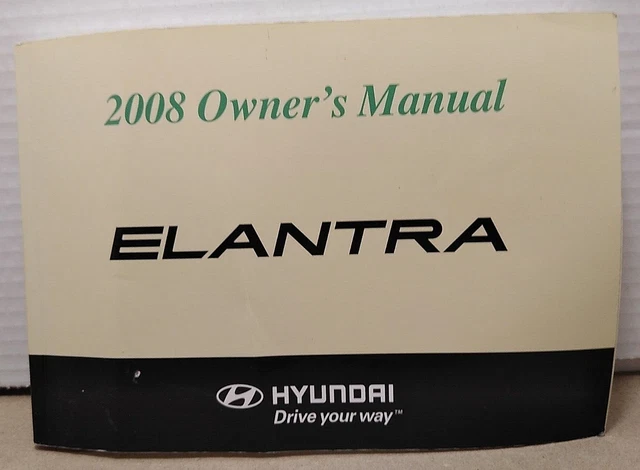 2008 Owner's Manual
ELANTRA
HYUNDAI
Drive your way™